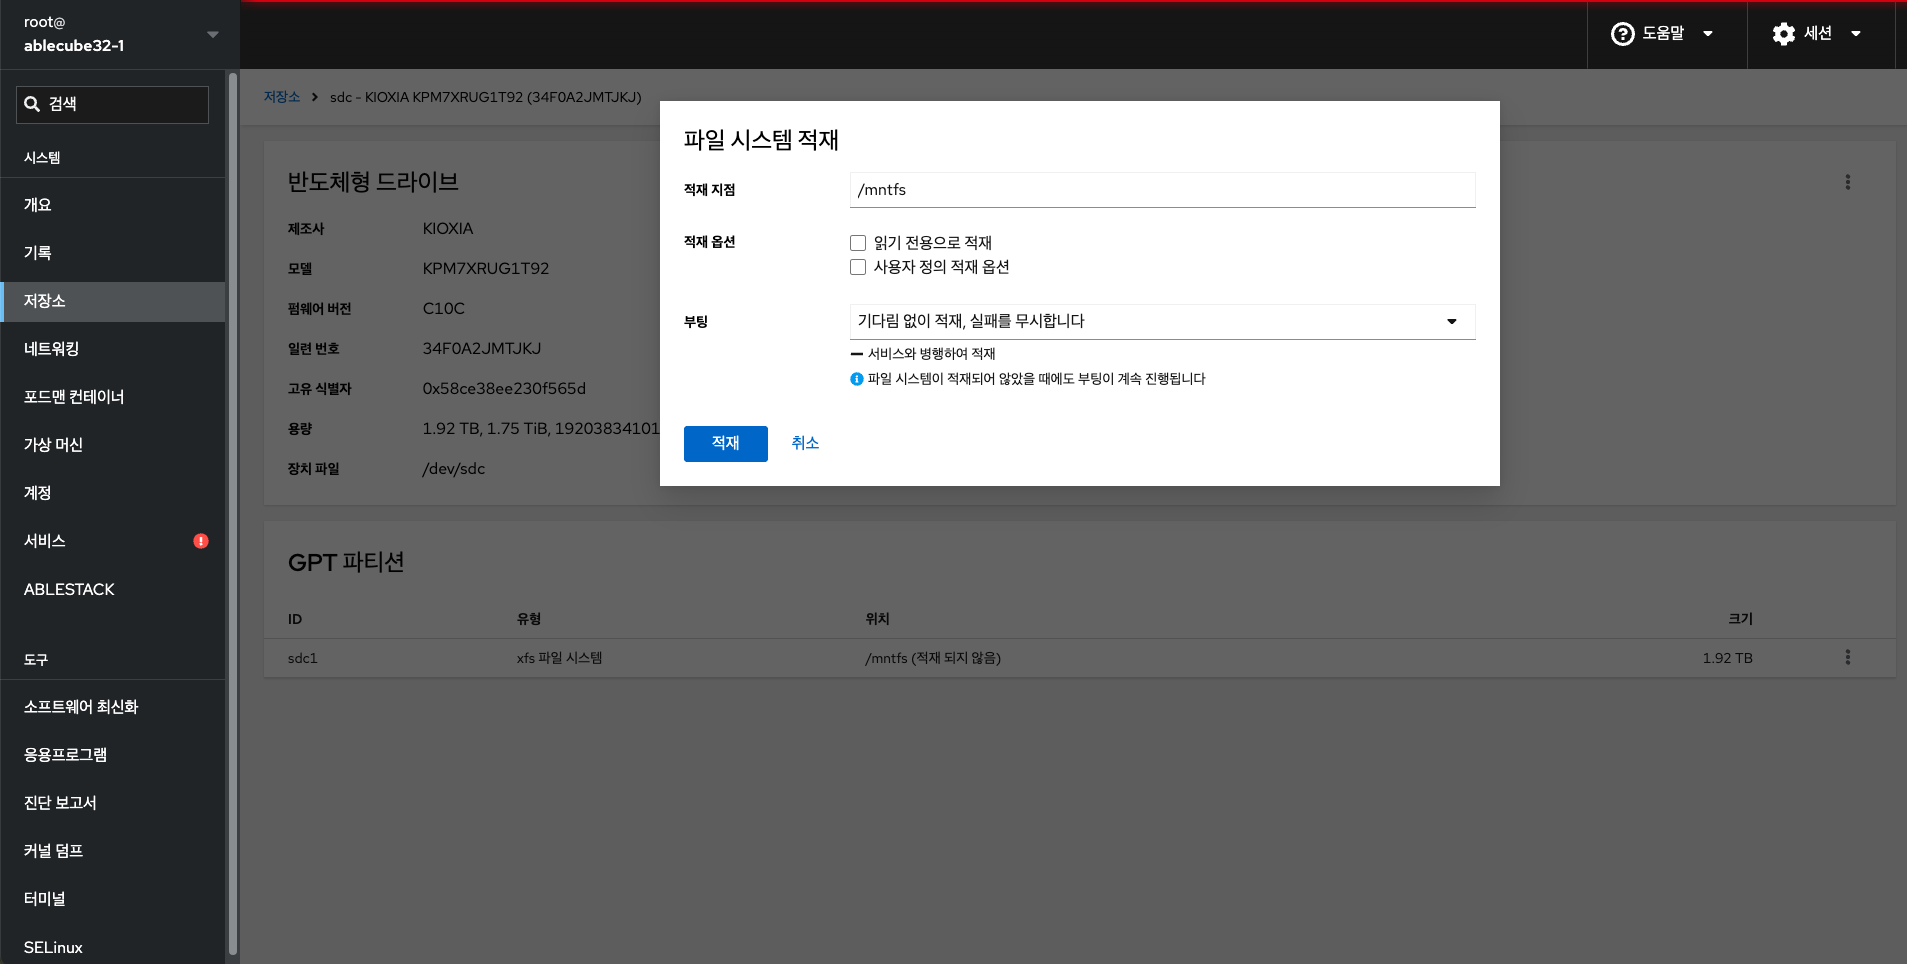 root@
ablecube32-1
도움말
세션
검색
시스템
개요
기록
저장소
네트워킹
포드맨 컨테이너
가상 머신
계정
서비스
ABLESTACK
도구
소프트웨어 최신화
응용프로그램
진단 보고서
커널 덤프
터미널
SELinux
저장소 > sdc - KIOXIA KPM7XRUG1T92 (34F0A2JMTJKJ)
반도체형 드라이브
제조사 KIOXIA
모델 KPM7XRUG1T92
펌웨어 버전 C10C
일련 번호 34F0A2JMTJKJ
고유 식별자 0x58ce38ee230f565d
용량 1.92 TB, 1.75 TiB, 19203834101
장치 파일 /dev/sdc
파일 시스템 적재
적재 지점 /mntfs
적재 옵션 읽기 전용으로 적재
사용자 정의 적재 옵션
부팅 기다림 없이 적재, 실패를 무시합니다
서비스와 병행하여 적재
파일 시스템이 적재되어 않았을 때에도 부팅이 계속 진행됩니다
적재 취소
GPT 파티션
ID 유형 위치 크기
sdc1 xfs 파일 시스템 /mntfs (적재 되지 않음) 1.92 TB